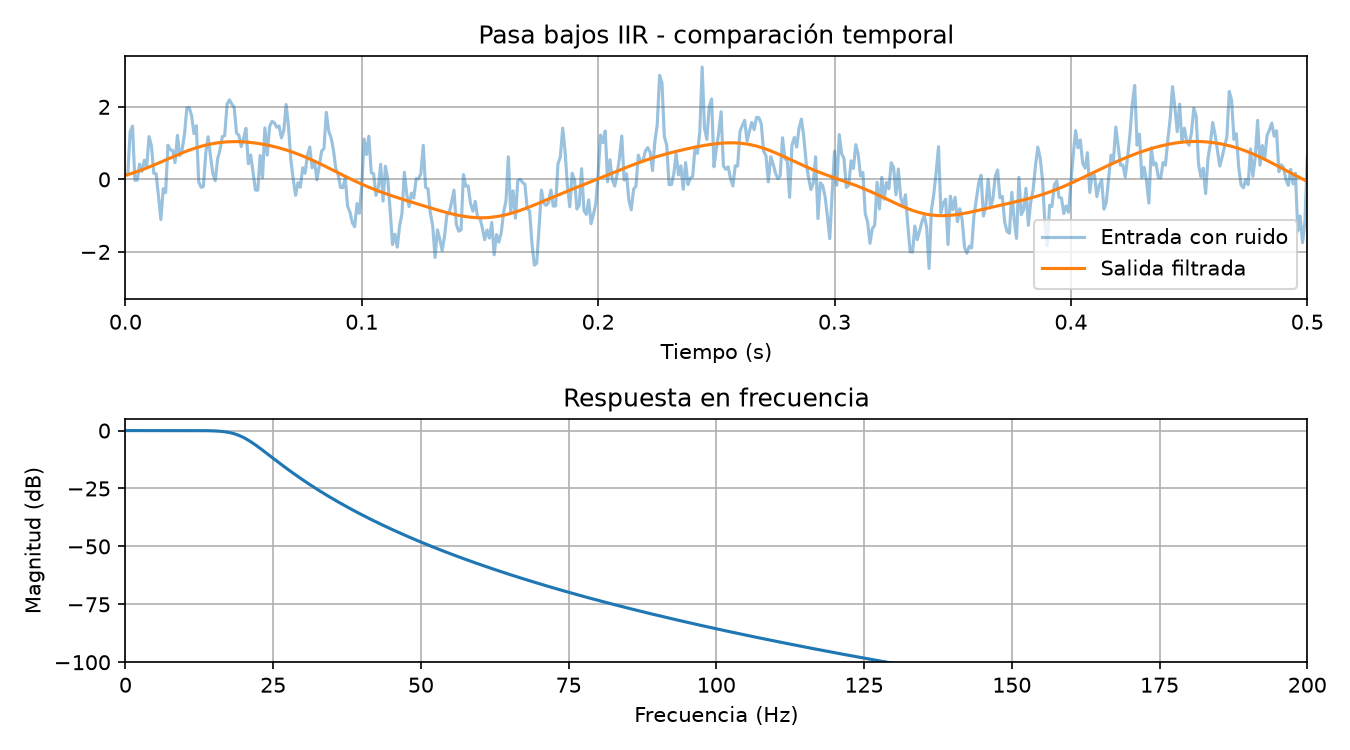 Pasa bajos IIR - comparación temporal
2
0
−2
Entrada con ruido
Salida filtrada
0.0 0.1 0.2 0.3 0.4 0.5
Tiempo (s)
Respuesta en frecuencia
Magnitud (dB)
0
−25
−50
−75
−100
0 25 50 75 100 125 150 175 200
Frecuencia (Hz)